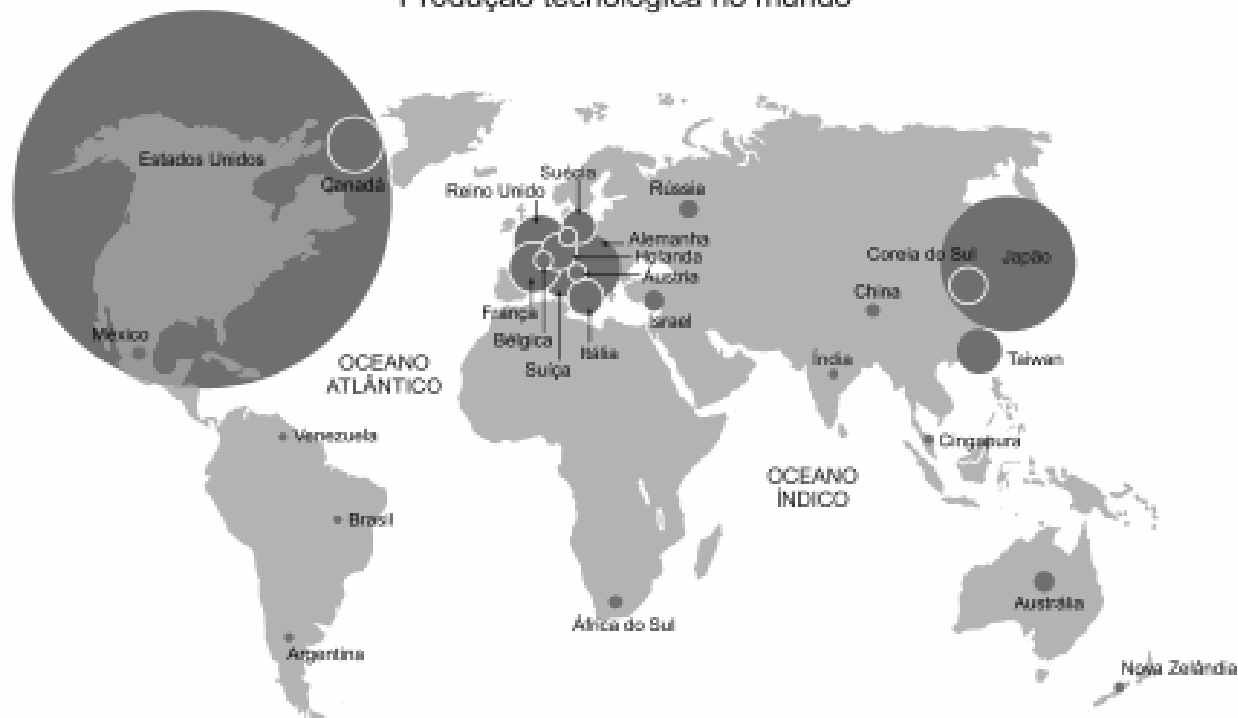 Produção tecnológica no mundo
Estados Unidos
Canadá
México
OCEANO
ATLÂNTICO
Venezuela
Brasil
Argentina
Suécia
Reino Unido
Rússia
Alemanha
Holanda
Áustria
França
Bélgica
Suíça
Itália
Israel
Coreia do Sul
Japão
China
Índia
Taiwan
Cingapura
OCEANO
ÍNDICO
África do Sul
Austrália
Nova Zelândia